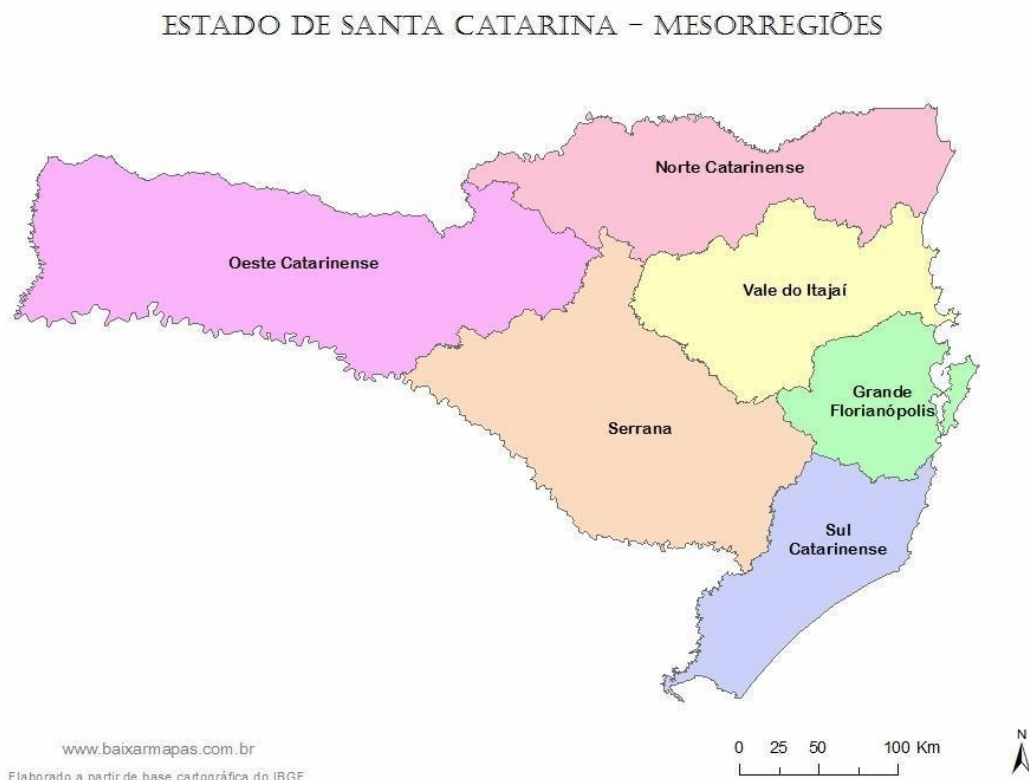 ESTADO DE SANTA CATARINA – MESORREGIÕES
Norte Catarinense
Oeste Catarinense
Vale do Itajaí
Grande
Florianópolis
Serrana
Sul
Catarinense
www.baixarmapas.com.br
0 25 50 100 Km
N
Elaborado a partir de base cartográfica do IBGE